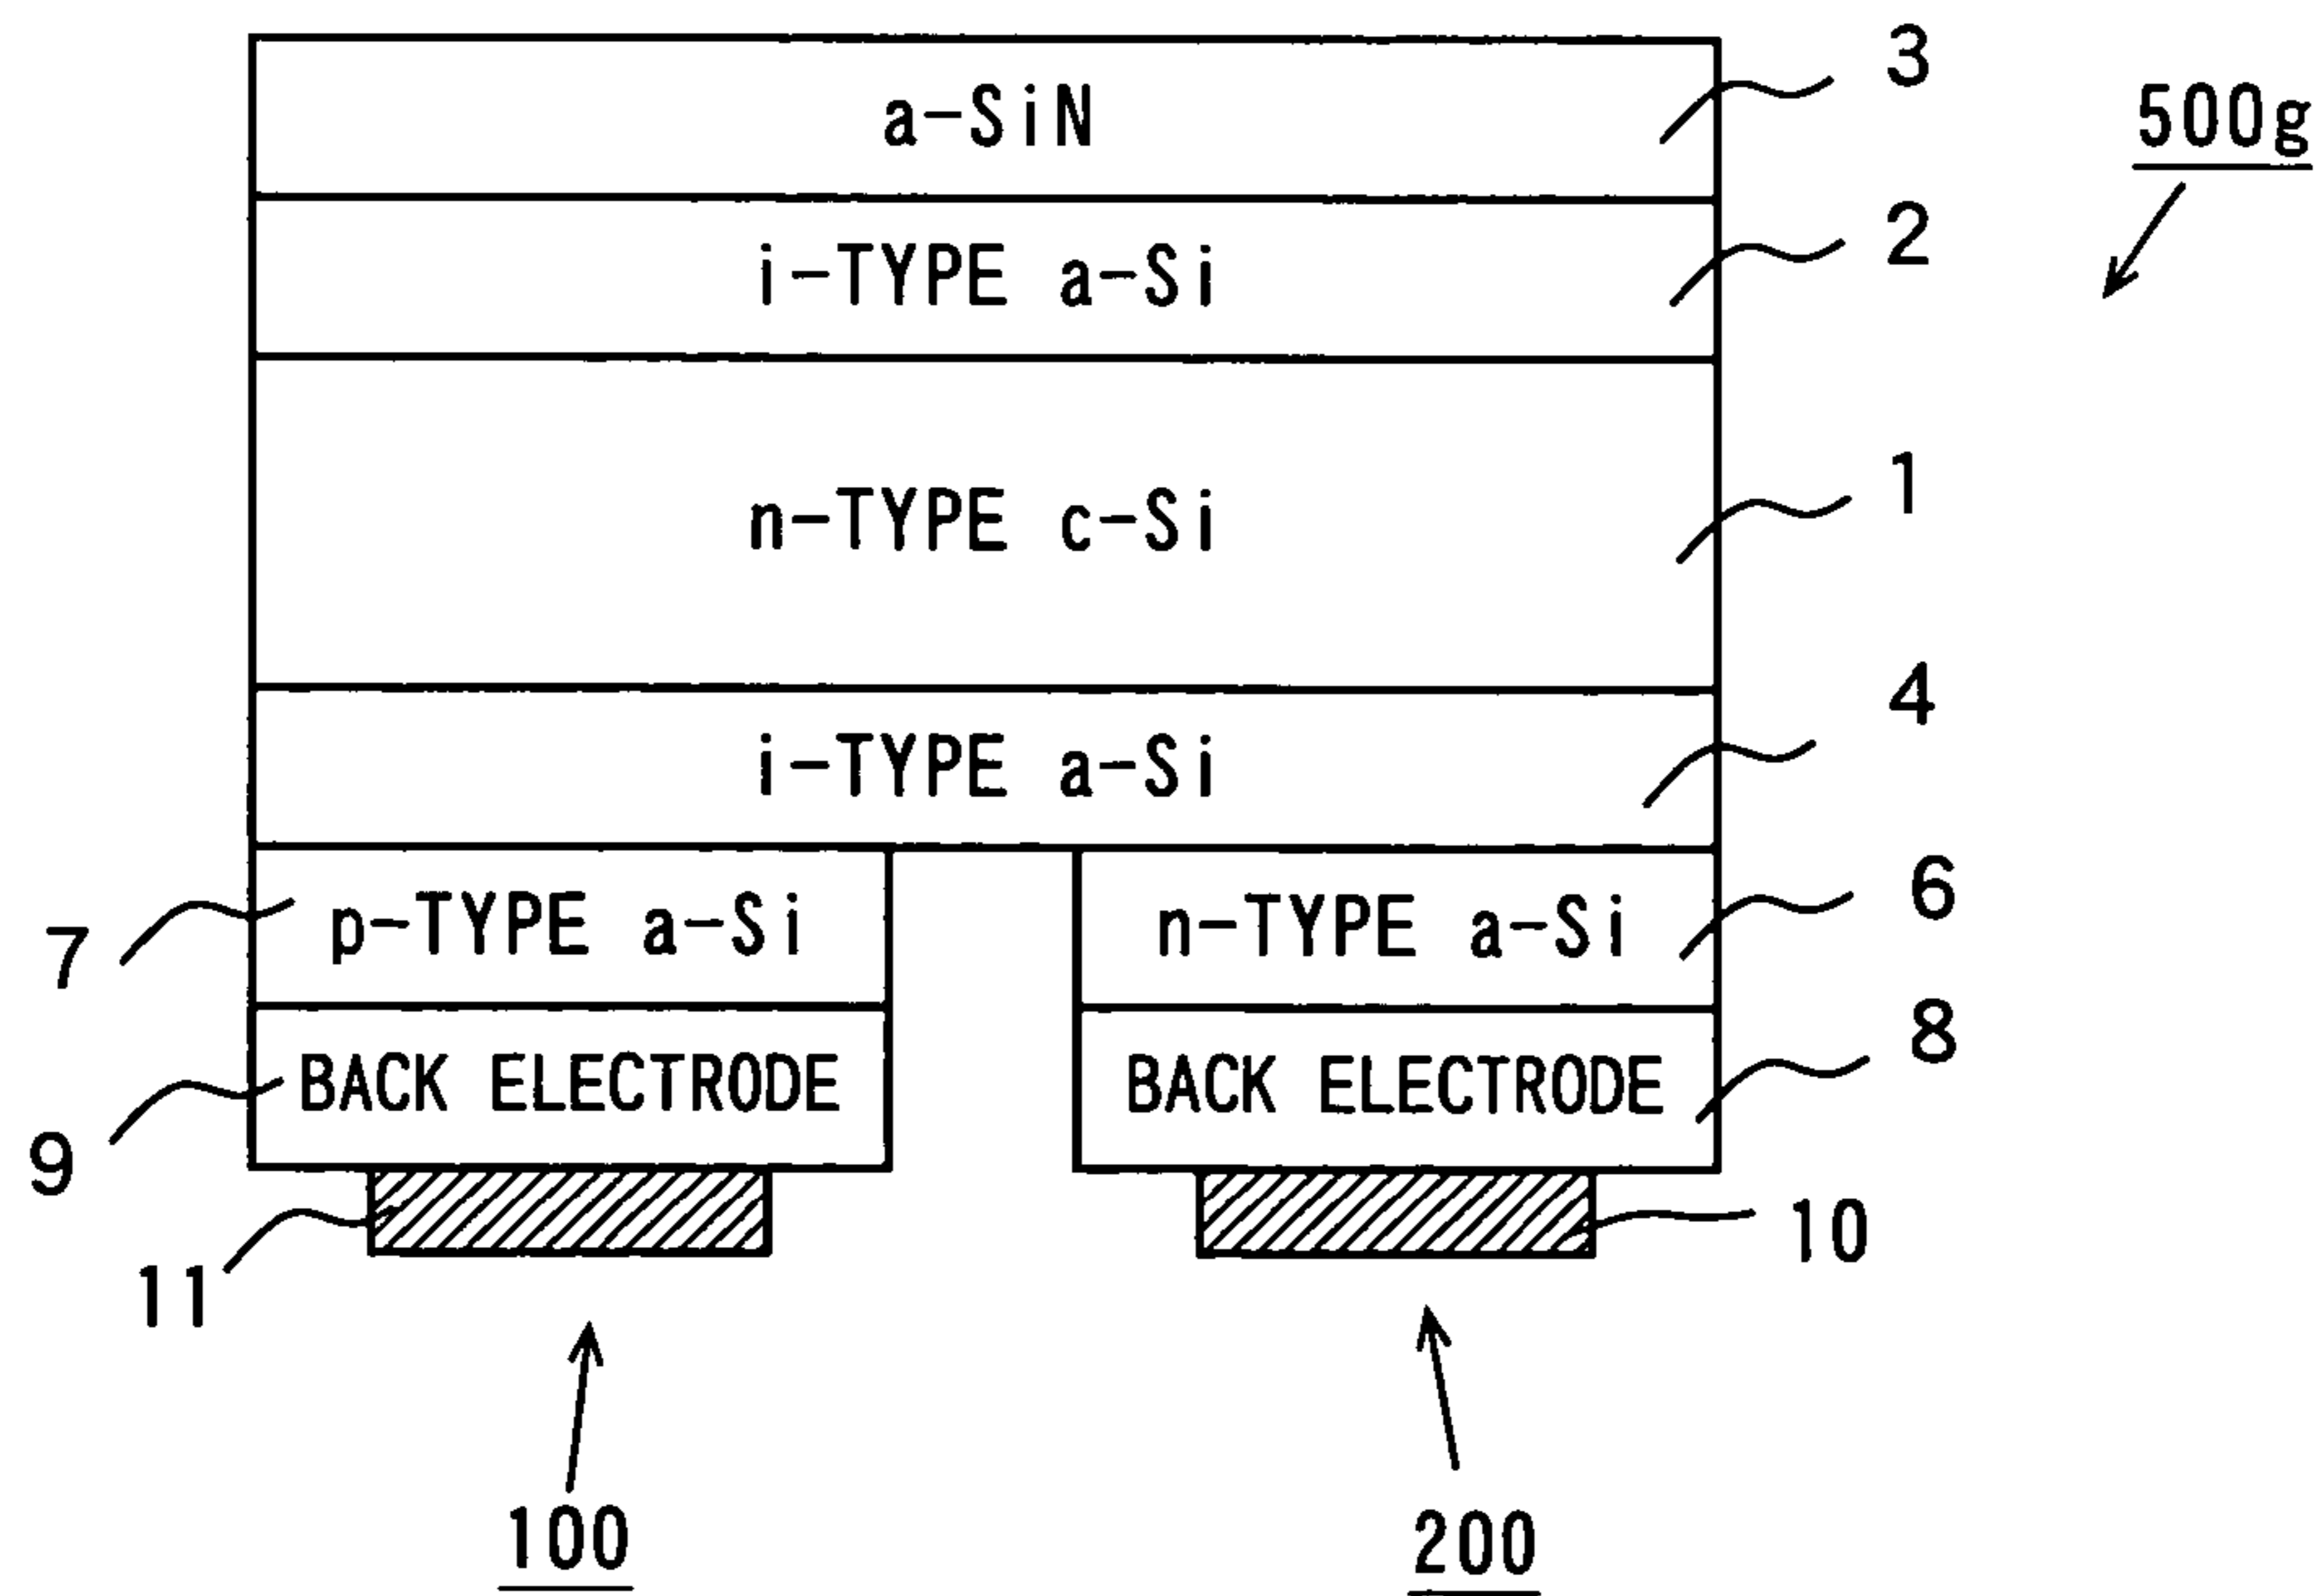 a-SiN
3
500g
i-TYPE a-Si
2
n-TYPE c-Si
1
i-TYPE a-Si
4
7
p-TYPE a-Si
n-TYPE a-Si
6
9
BACK ELECTRODE
BACK ELECTRODE
8
11
10
100
200